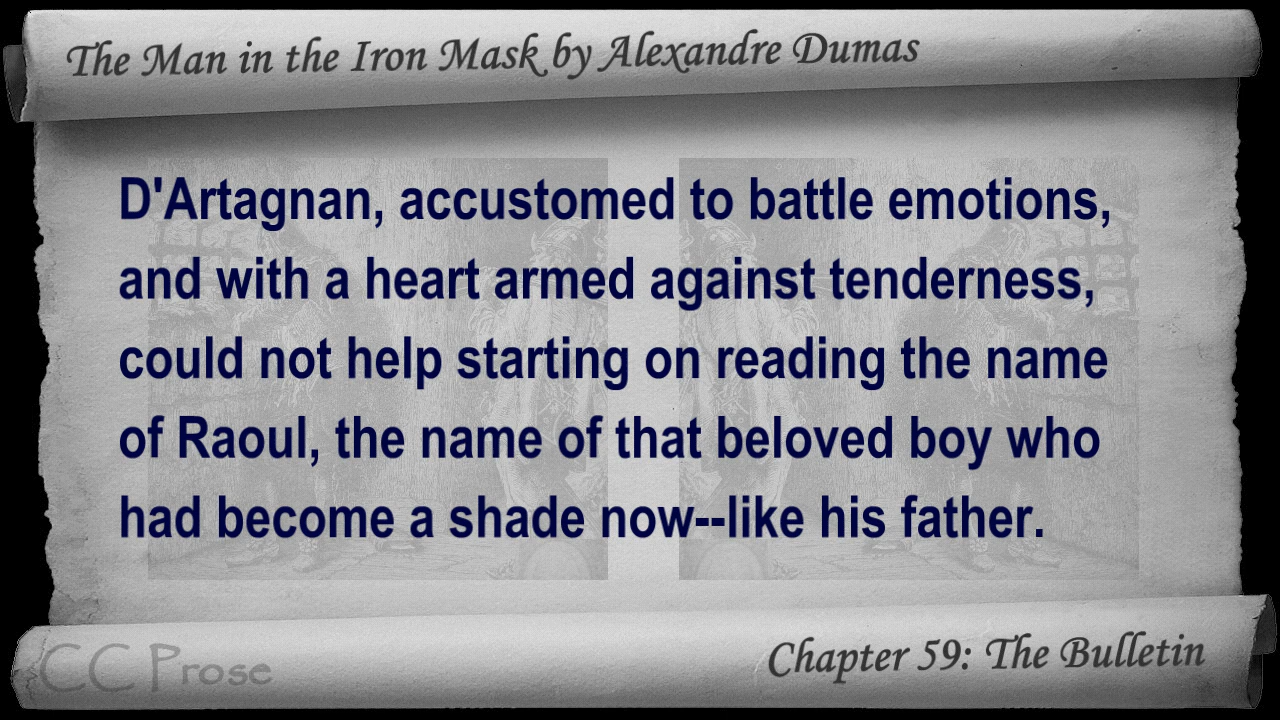 The Man in the Iron Mask by Alexandre Dumas
D'Artagnan, accustomed to battle emotions,
and with a heart armed against tenderness,
could not help starting on reading the name
of Raoul, the name of that beloved boy who
had become a shade now--like his father.
CC Prose
Chapter 59: The Bulletin